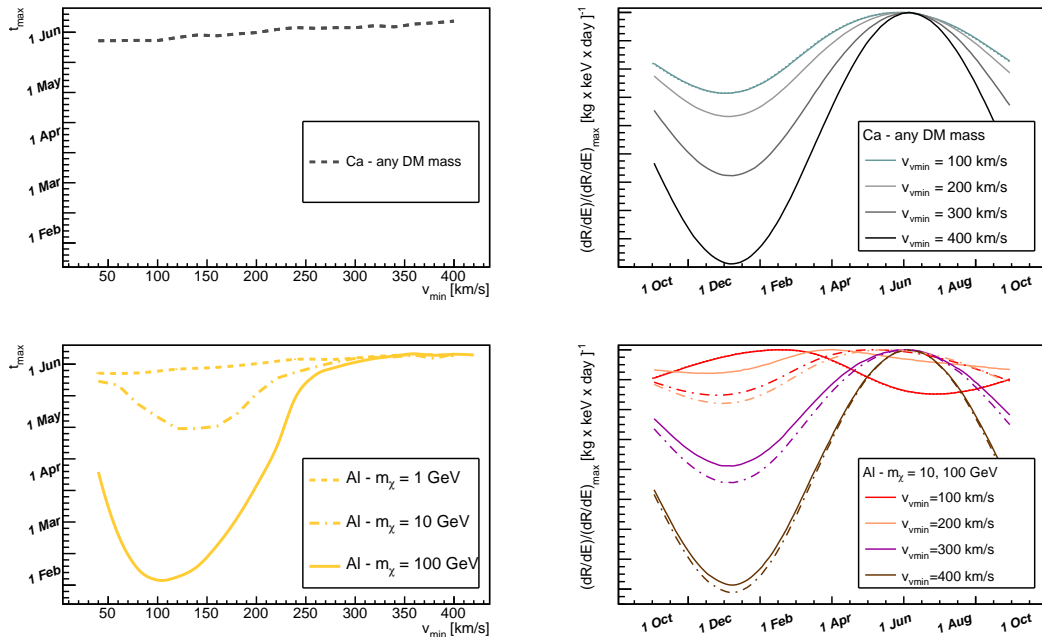 t_max
1 Jun
1 May
1 Apr
1 Mar
1 Feb
Ca - any DM mass
50 100 150 200 250 300 350 400
v_min [km/s]
(dR/dE)/(dR/dE)_max [kg x keV x day ]^-1
Ca - any DM mass
v_vmin = 100 km/s
v_vmin = 200 km/s
v_vmin = 300 km/s
v_vmin = 400 km/s
1 Oct 1 Dec 1 Feb 1 Apr 1 Jun 1 Aug 1 Oct
t_max
1 Jun
1 May
1 Apr
1 Mar
1 Feb
Al - m_χ = 1 GeV
Al - m_χ = 10 GeV
Al - m_χ = 100 GeV
50 100 150 200 250 300 350 400
v_min [km/s]
(dR/dE)/(dR/dE)_max [kg x keV x day ]^-1
Al - m_χ = 10, 100 GeV
v_vmin=100 km/s
v_vmin=200 km/s
v_vmin=300 km/s
v_vmin=400 km/s
1 Oct 1 Dec 1 Feb 1 Apr 1 Jun 1 Aug 1 Oct